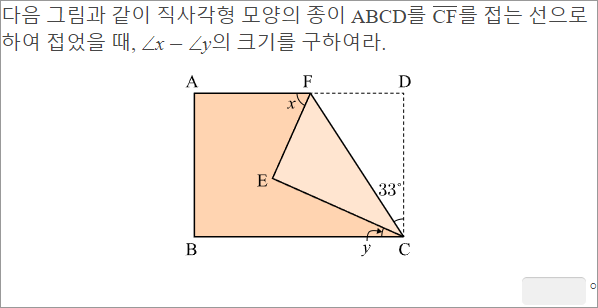 다음 그림과 같이 직사각형 모양의 종이 ABCD를 C̅F̅를 접는 선으로
하여 접었을 때, ∠x − ∠y의 크기를 구하여라.
A F D
x
E 33°
B y C
°